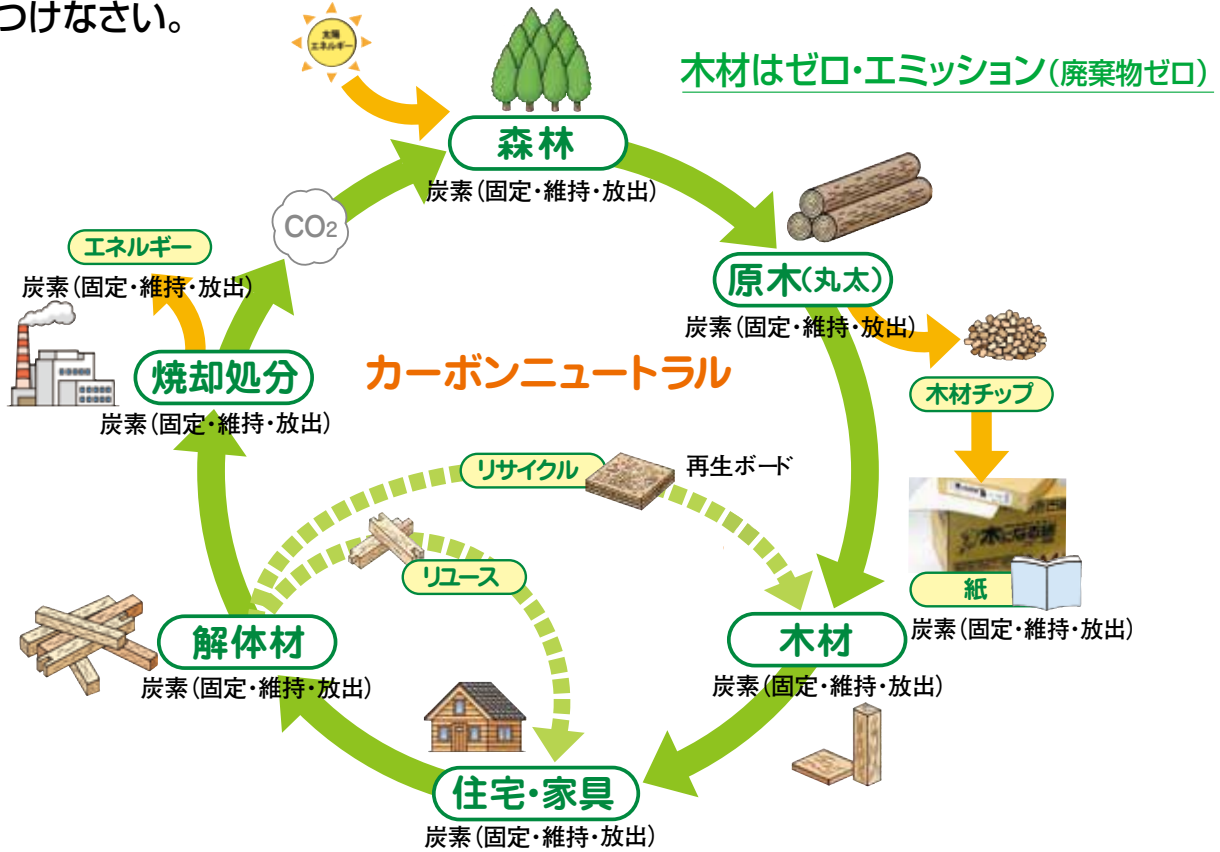 つけなさい。
太陽
エネルギー
木材はゼロ・エミッション(廃棄物ゼロ)
森林
炭素(固定・維持・放出)
CO2
エネルギー
炭素(固定・維持・放出)
原木(丸太)
炭素(固定・維持・放出)
焼却処分
炭素(固定・維持・放出)
カーボンニュートラル
木材チップ
リサイクル
再生ボード
リユース
木になる紙
紙
炭素(固定・維持・放出)
解体材
炭素(固定・維持・放出)
木材
炭素(固定・維持・放出)
住宅・家具
炭素(固定・維持・放出)